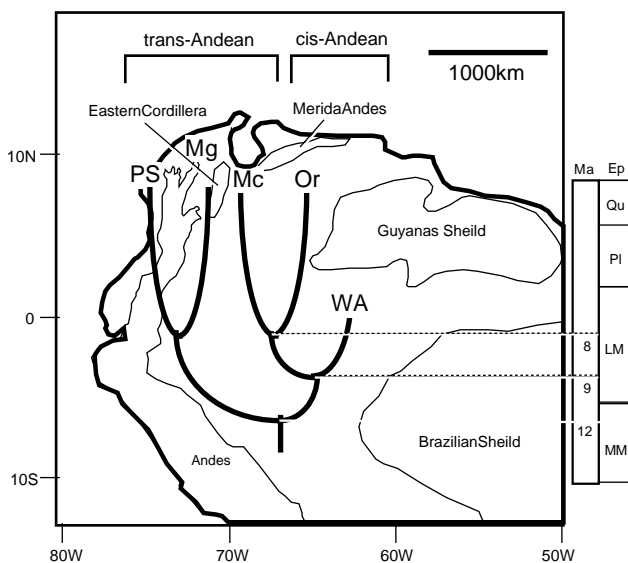 trans-Andean cis-Andean
1000km
EasternCordillera MeridaAndes
10N
Mg
PS Mc Or
Ma Ep
Qu
Guyanas Sheild
Pl
WA
0
8 LM
9
12
BrazilianSheild
MM
Andes
10S
80W 70W 60W 50W